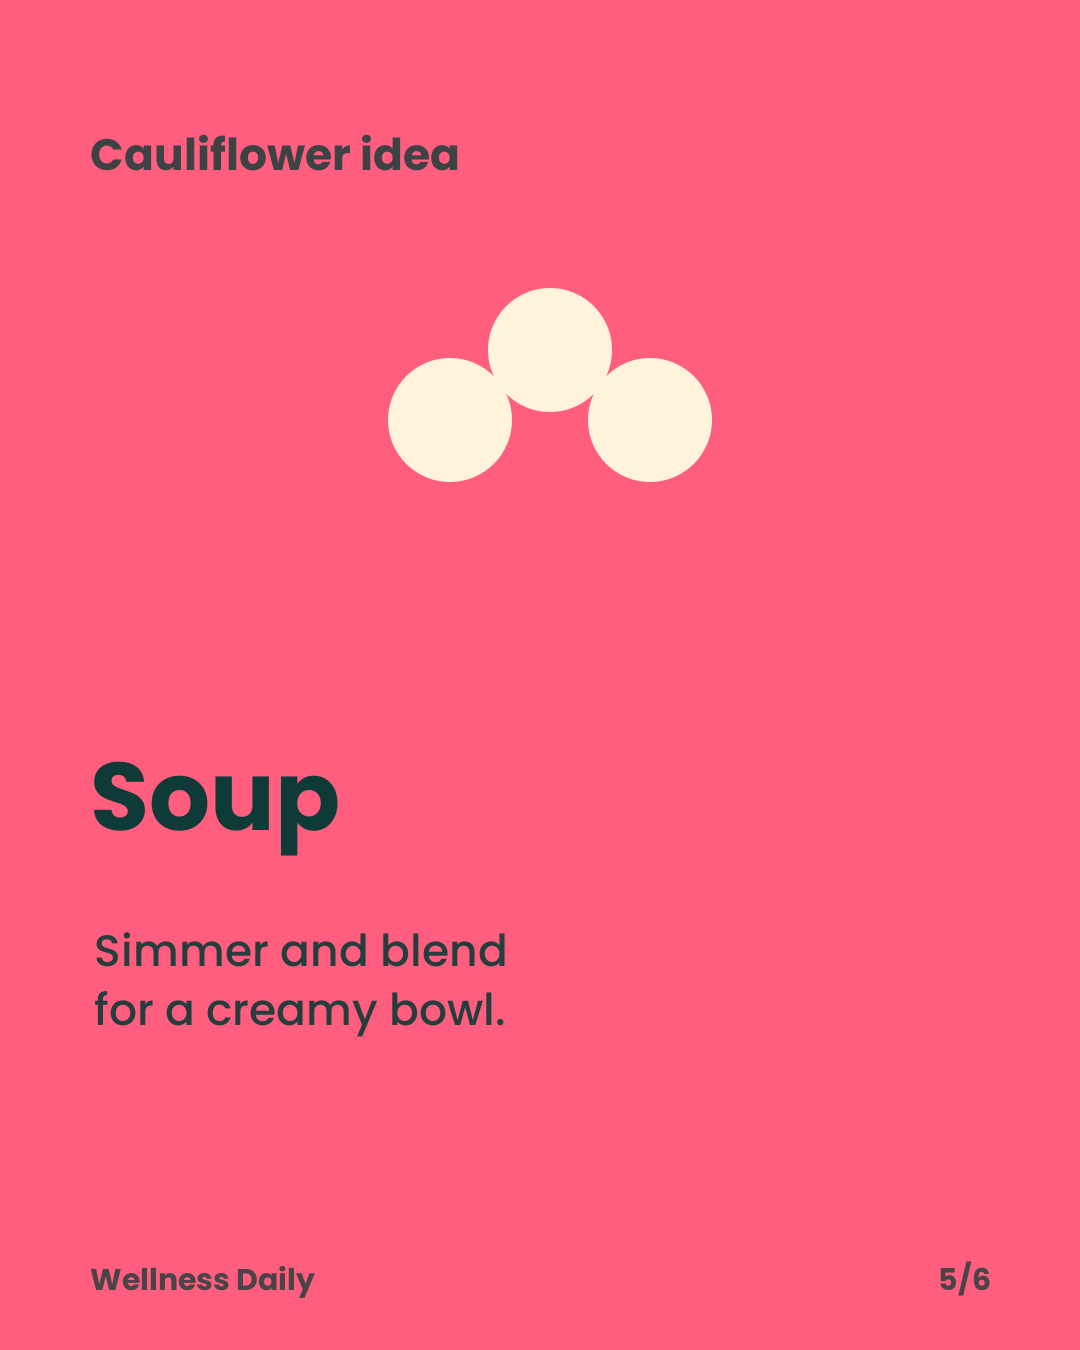 Cauliflower idea
Soup
Simmer and blend
for a creamy bowl.
Wellness Daily
5/6